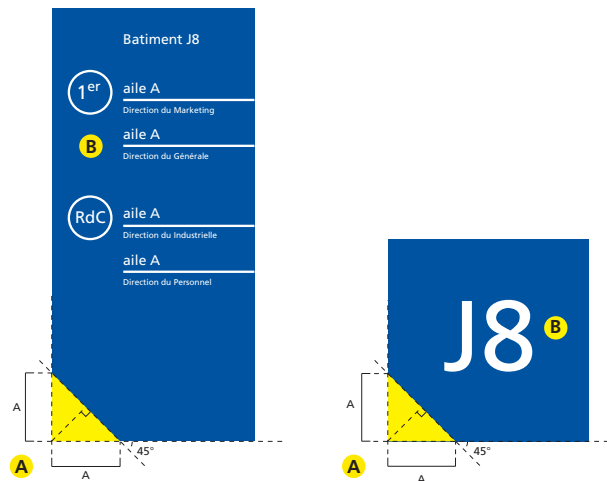 Batiment J8
1er
aile A
Direction du Marketing
B
aile A
Direction du Générale
RdC
aile A
Direction du Industrielle
aile A
Direction du Personnel
A
45°
A
A
J8
B
A
45°
A
A